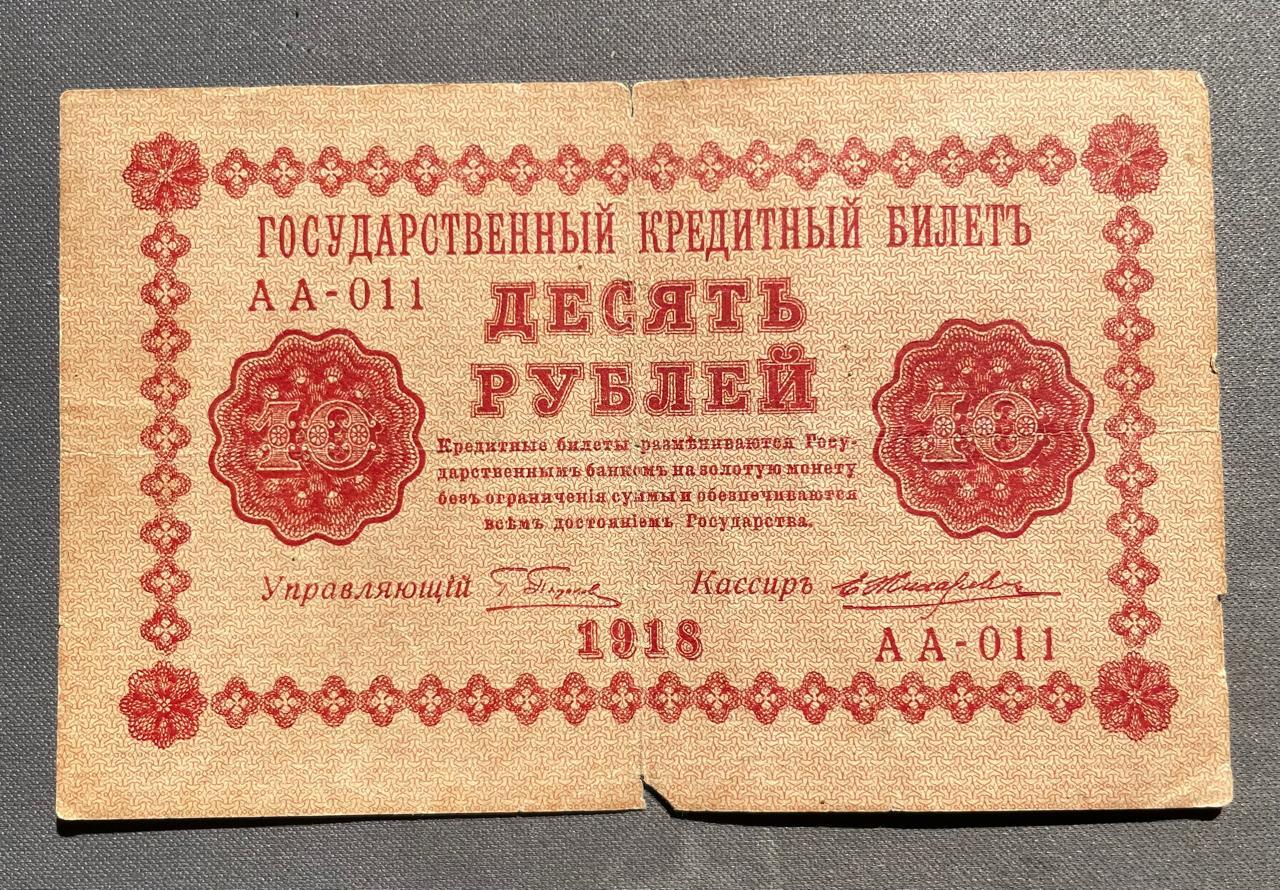 ГОСУДАРСТВЕННЫЙ КРЕДИТНЫЙ БИЛЕТЪ
АА-011
ДЕСЯТЬ
РУБЛЕЙ
10
10
Кредитные билеты размѣниваются Госу-
дарственнымъ банкомъ на золотую монету
безъ ограниченія суммы и обезпечиваются
всѣмъ достояніемъ Государства.
Управляющій
Кассиръ
1918
АА-011